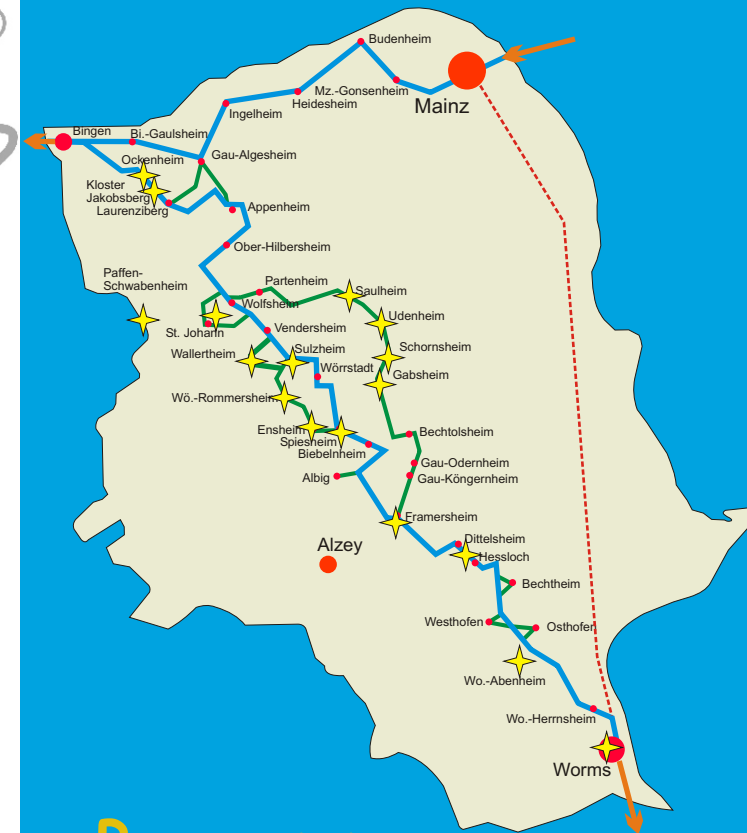 Budenheim
Mz.-Gonsenheim
Heidesheim
Mainz
Ingelheim
Bingen
Bi.-Gaulsheim
Gau-Algesheim
Ockenheim
Kloster
Jakobsberg
Laurenziberg
Appenheim
Ober-Hilbersheim
Paffen-
Schwabenheim
Partenheim
Saulheim
Wolfsheim
Udenheim
St. Johann
Vendersheim
Schornsheim
Wallertheim
Sulzheim
Wörrstadt
Gabsheim
Wö.-Rommersheim
Ensheim
Spiesheim
Biebelnheim
Bechtolsheim
Gau-Odernheim
Gau-Köngernheim
Albig
Framersheim
Alzey
Dittelsheim
Hessloch
Bechtheim
Westhofen
Osthofen
Wo.-Abenheim
Wo.-Herrnsheim
Worms